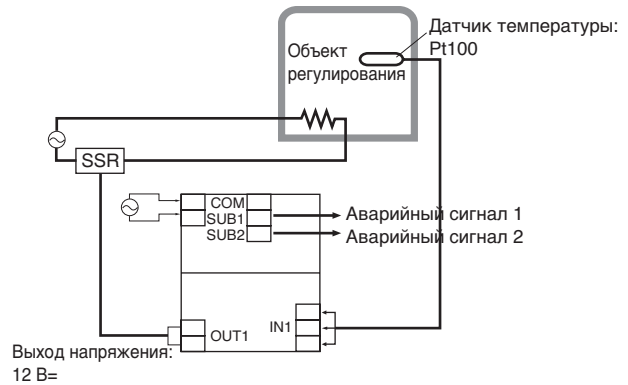 Датчик температуры:
Pt100
Объект
регулирования
SSR
COM
SUB1
SUB2
Аварийный сигнал 1
Аварийный сигнал 2
OUT1
IN1
Выход напряжения:
12 В=